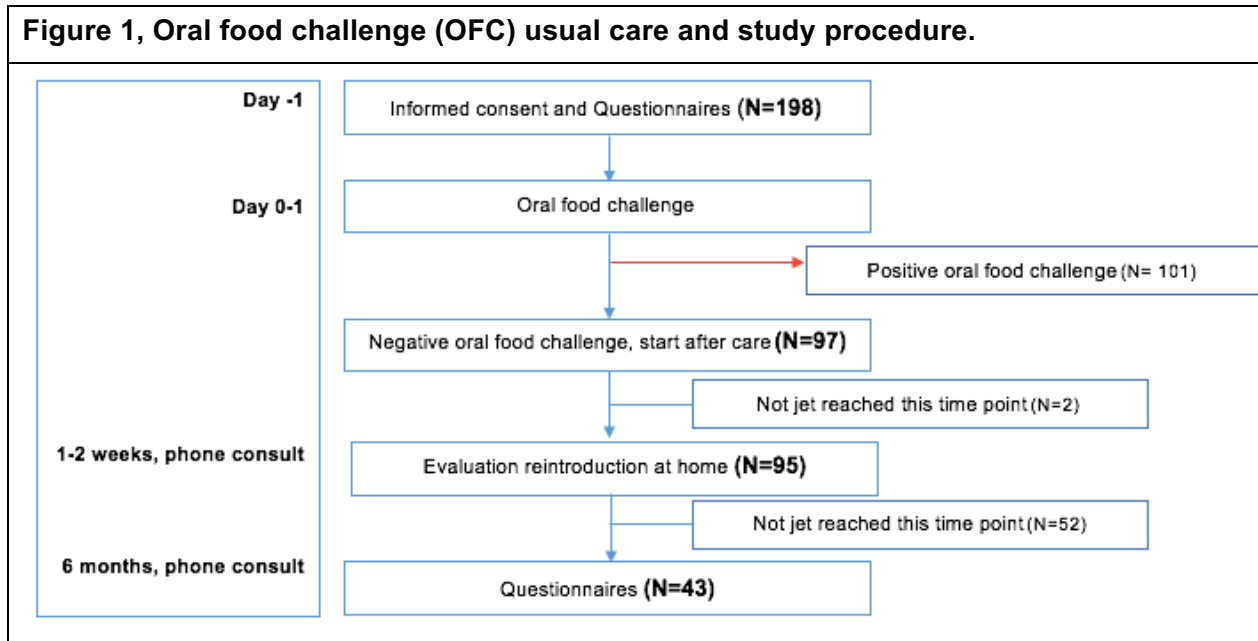 Figure 1, Oral food challenge (OFC) usual care and study procedure.
Day -1
Informed consent and Questionnaires (N=198)
Day 0-1
Oral food challenge
Positive oral food challenge (N= 101)
Negative oral food challenge, start after care (N=97)
Not jet reached this time point (N=2)
1-2 weeks, phone consult
Evaluation reintroduction at home (N=95)
Not jet reached this time point (N=52)
6 months, phone consult
Questionnaires (N=43)